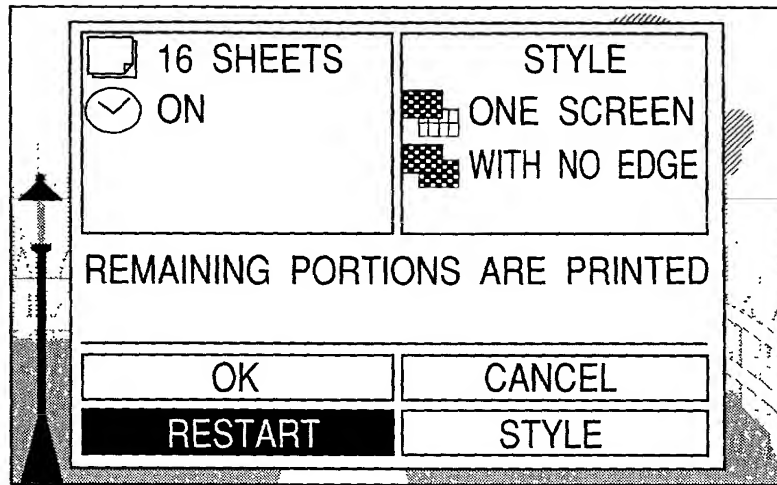 16 SHEETS
ON
STYLE
ONE SCREEN
WITH NO EDGE
REMAINING PORTIONS ARE PRINTED
OK
CANCEL
RESTART
STYLE